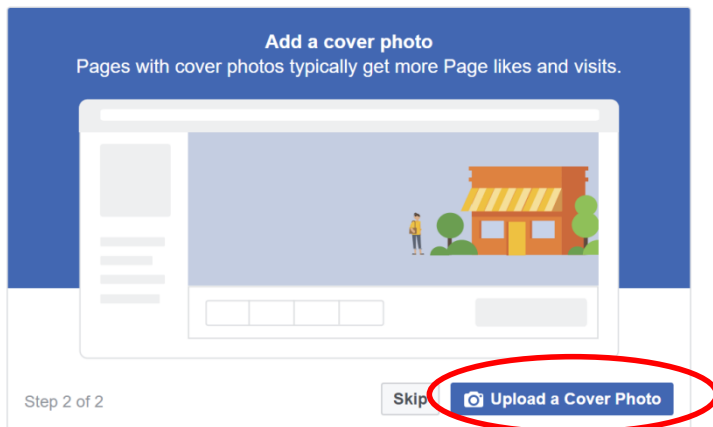 Add a cover photo
Pages with cover photos typically get more Page likes and visits.
Step 2 of 2
Skip
Upload a Cover Photo